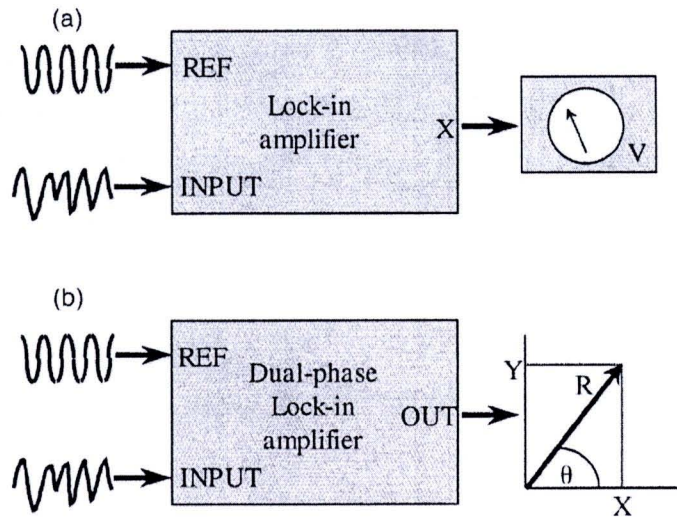 (a)
REF
Lock-in
amplifier
X
V
INPUT
(b)
REF
Dual-phase
Lock-in
amplifier
OUT
INPUT
Y
R
θ
X